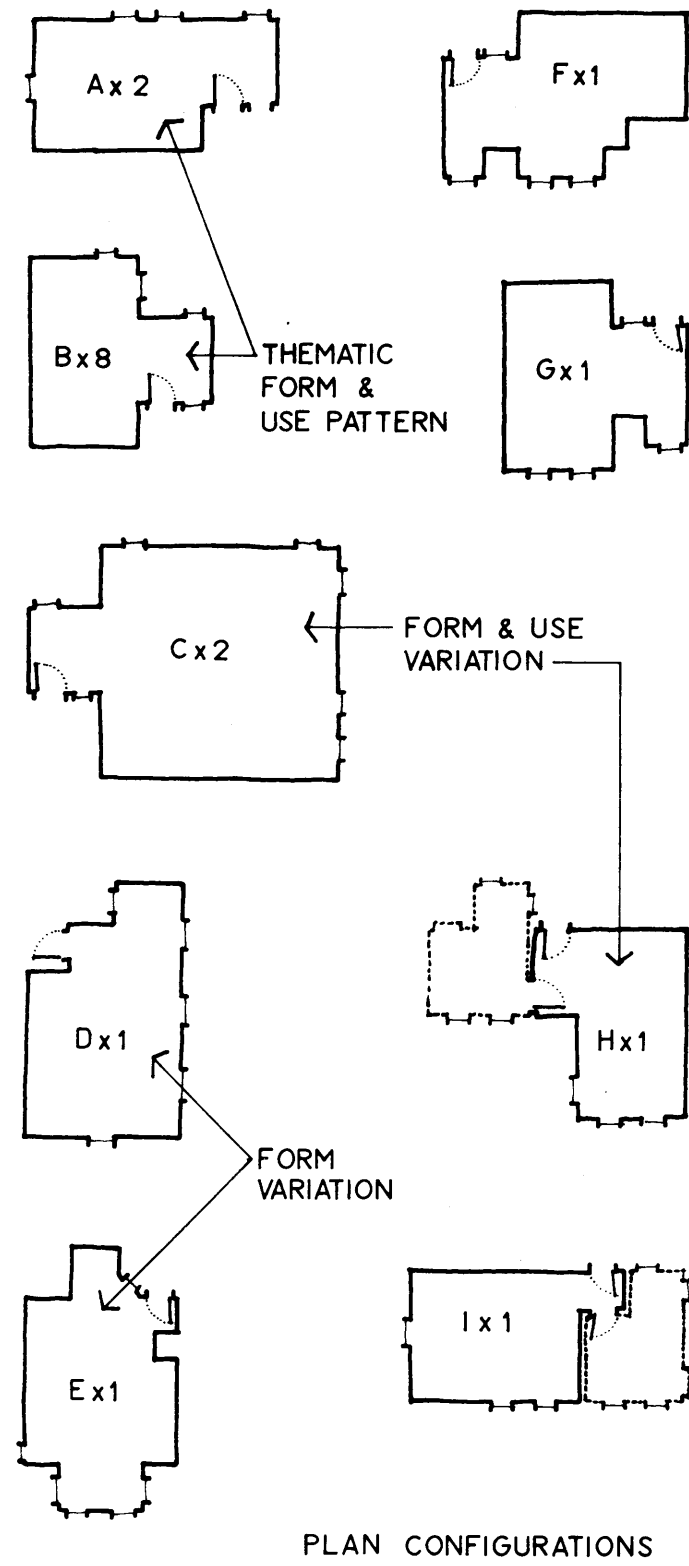 A x 2
F x 1
B x 8
THEMATIC
FORM &
USE PATTERN
G x 1
C x 2
FORM & USE
VARIATION
D x 1
H x 1
FORM
VARIATION
E x 1
I x 1
PLAN CONFIGURATIONS